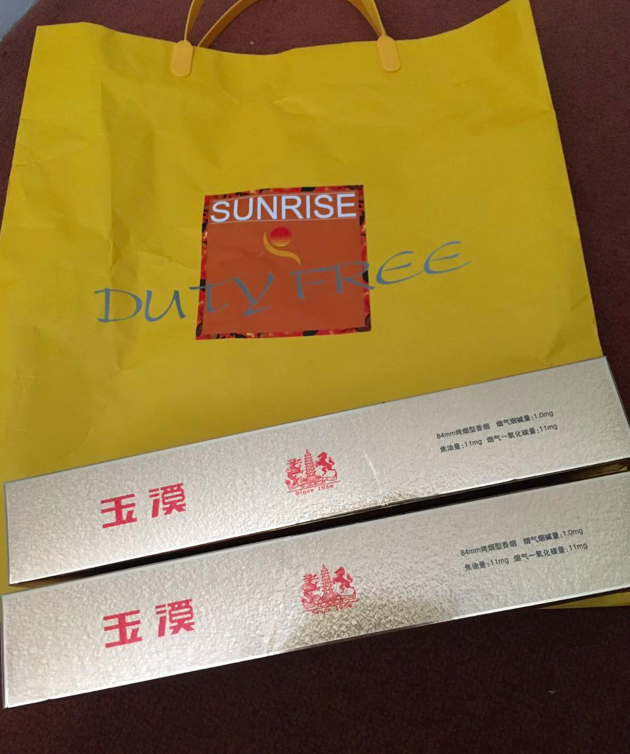 SUNRISE
DUTY FREE
玉溪
Since 1956
84mm烤烟型香烟 烟气烟碱量:1.0mg
焦油量:11mg 烟气一氧化碳量:11mg
玉溪
84mm烤烟型香烟 烟气烟碱量:1.0mg
焦油量:11mg 烟气一氧化碳量:11mg